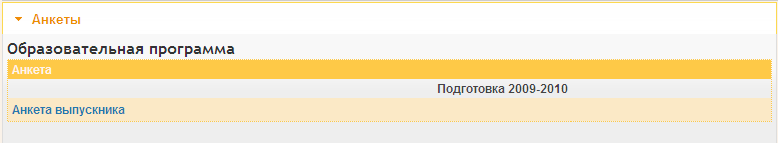 Анкеты
Образовательная программа
Анкета
Подготовка 2009-2010
Анкета выпускника